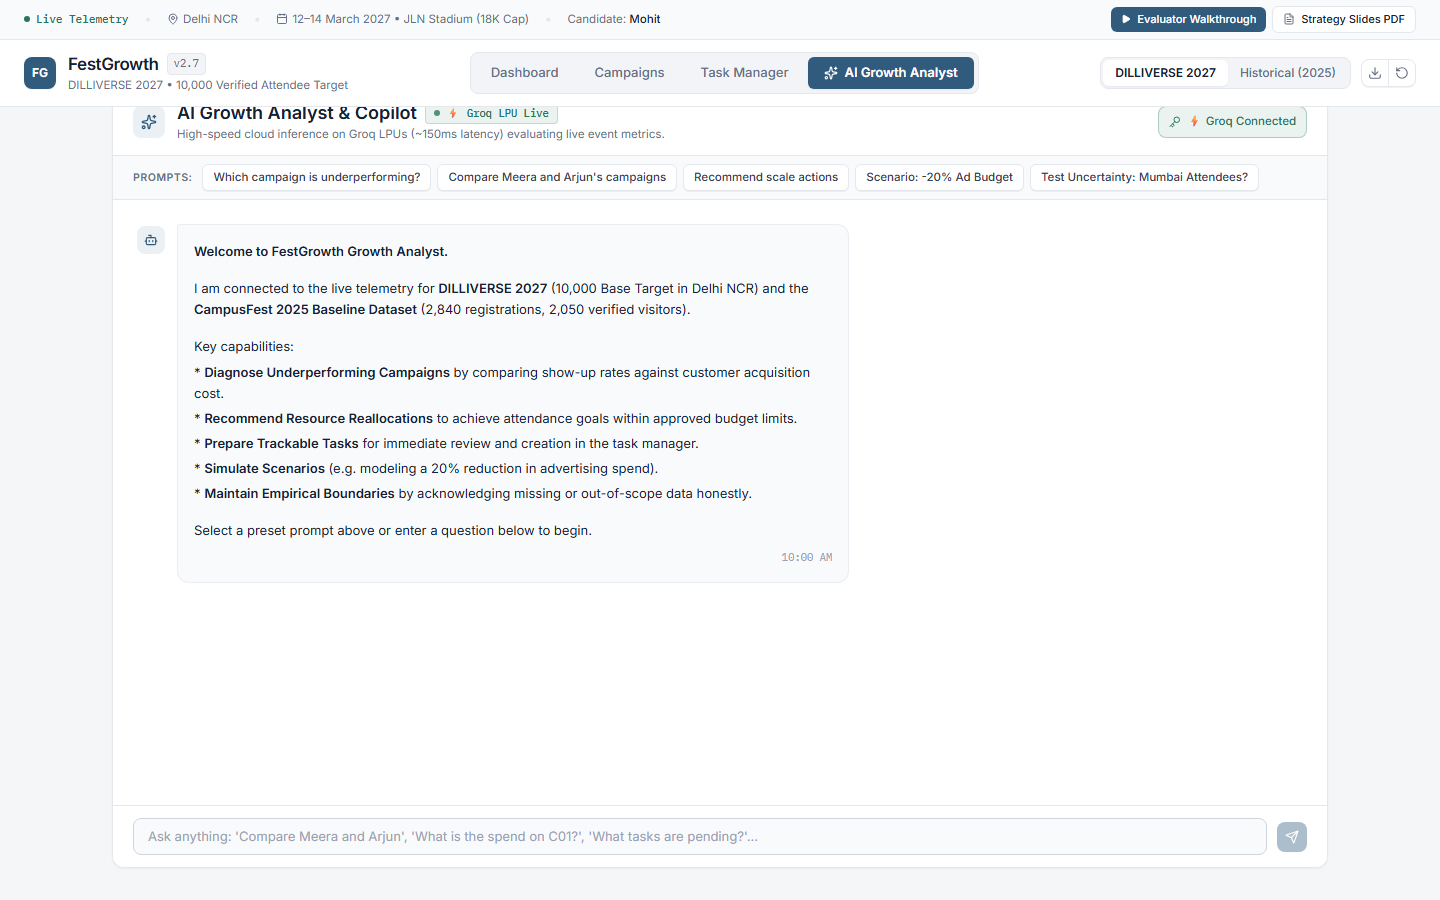 Live Telemetry
Delhi NCR
12–14 March 2027 • JLN Stadium (18K Cap)
Candidate: Mohit
Evaluator Walkthrough
Strategy Slides PDF
FG
FestGrowth
v2.7
DILLIVERSE 2027 • 10,000 Verified Attendee Target
Dashboard
Campaigns
Task Manager
AI Growth Analyst
DILLIVERSE 2027
Historical (2025)
AI Growth Analyst & Copilot
Groq LPU Live
High-speed cloud inference on Groq LPUs (~150ms latency) evaluating live event metrics.
Groq Connected
PROMPTS:
Which campaign is underperforming?
Compare Meera and Arjun's campaigns
Recommend scale actions
Scenario: -20% Ad Budget
Test Uncertainty: Mumbai Attendees?
Welcome to FestGrowth Growth Analyst.
I am connected to the live telemetry for DILLIVERSE 2027 (10,000 Base Target in Delhi NCR) and the
CampusFest 2025 Baseline Dataset (2,840 registrations, 2,050 verified visitors).
Key capabilities:
* Diagnose Underperforming Campaigns by comparing show-up rates against customer acquisition
cost.
* Recommend Resource Reallocations to achieve attendance goals within approved budget limits.
* Prepare Trackable Tasks for immediate review and creation in the task manager.
* Simulate Scenarios (e.g. modeling a 20% reduction in advertising spend).
* Maintain Empirical Boundaries by acknowledging missing or out-of-scope data honestly.
Select a preset prompt above or enter a question below to begin.
10:00 AM
Ask anything: 'Compare Meera and Arjun', 'What is the spend on C01?', 'What tasks are pending?'...